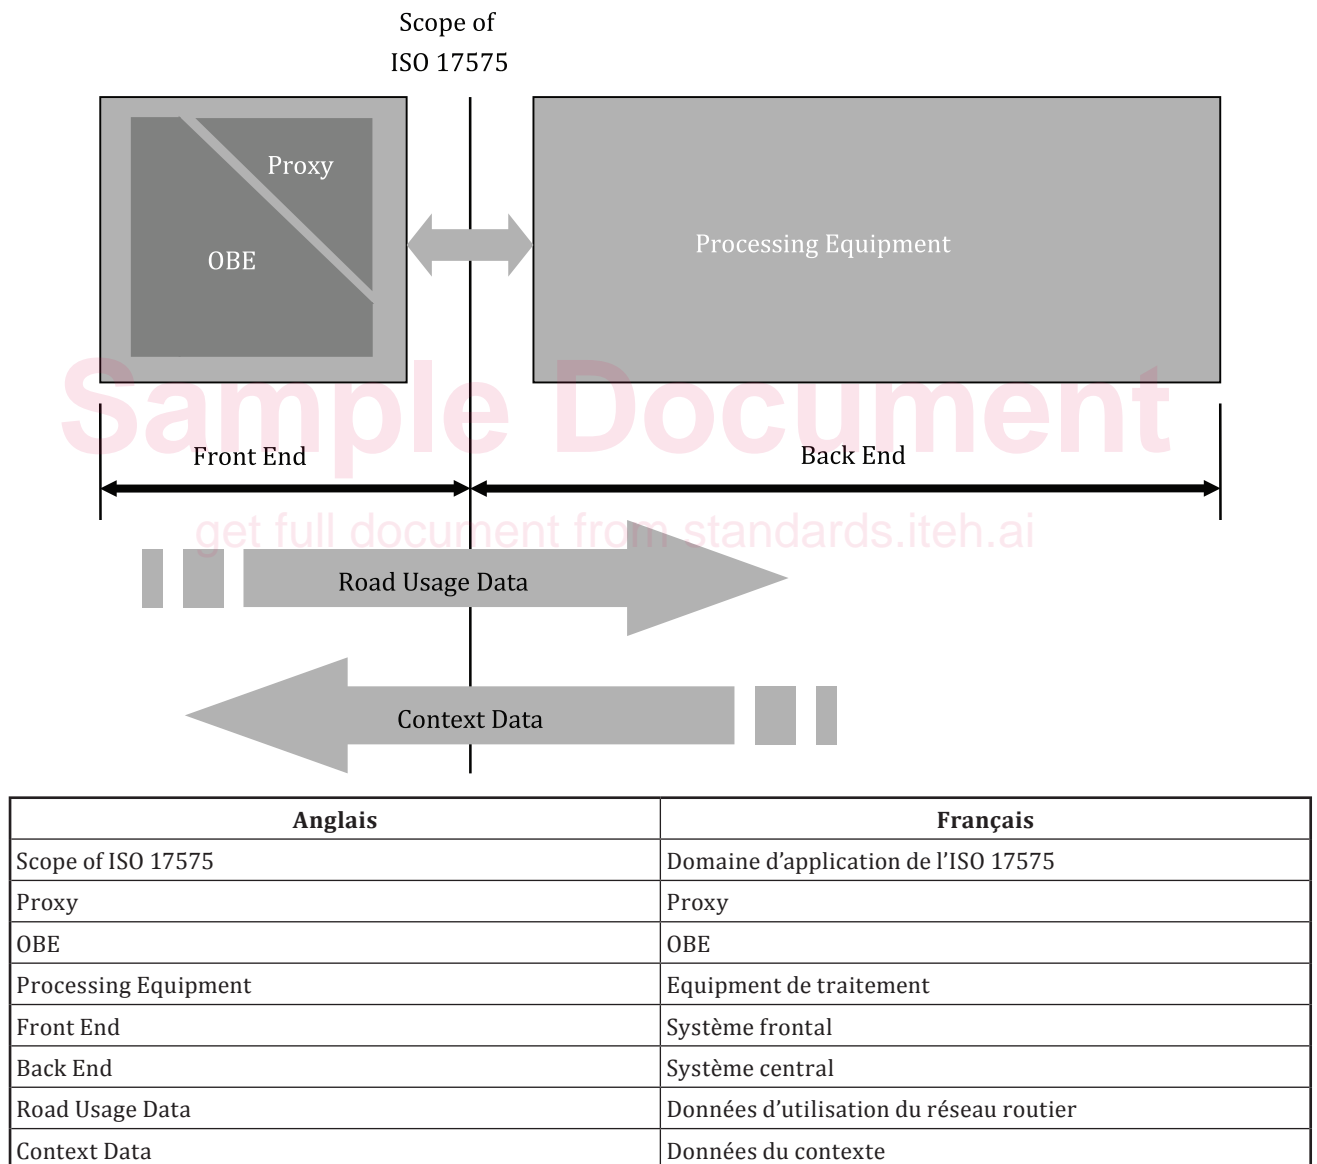 Scope of
ISO 17575
Proxy
OBE
Processing Equipment
Sample Document
Front End
Back End
get full document from standards.iteh.ai
Road Usage Data
Context Data
Anglais Français
Scope of ISO 17575 Domaine d’application de l’ISO 17575
Proxy Proxy
OBE OBE
Processing Equipment Equipment de traitement
Front End Système frontal
Back End Système central
Road Usage Data Données d’utilisation du réseau routier
Context Data Données du contexte